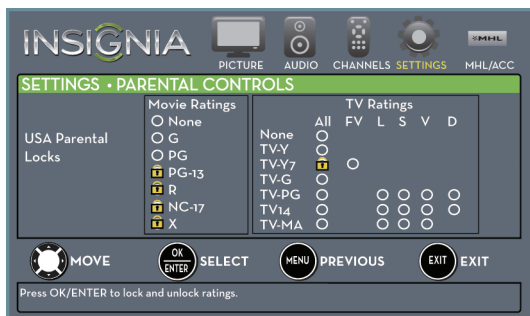 INSIGNIA
PICTURE AUDIO CHANNELS SETTINGS MHL/ACC
MHL
SETTINGS • PARENTAL CONTROLS
USA Parental
Locks
Movie Ratings
None
G
PG
PG-13
R
NC-17
X
TV Ratings
All FV L S V D
None
TV-Y
TV-Y7
TV-G
TV-PG
TV14
TV-MA
MOVE
OK
ENTER
SELECT
MENU
PREVIOUS
EXIT
EXIT
Press OK/ENTER to lock and unlock ratings.